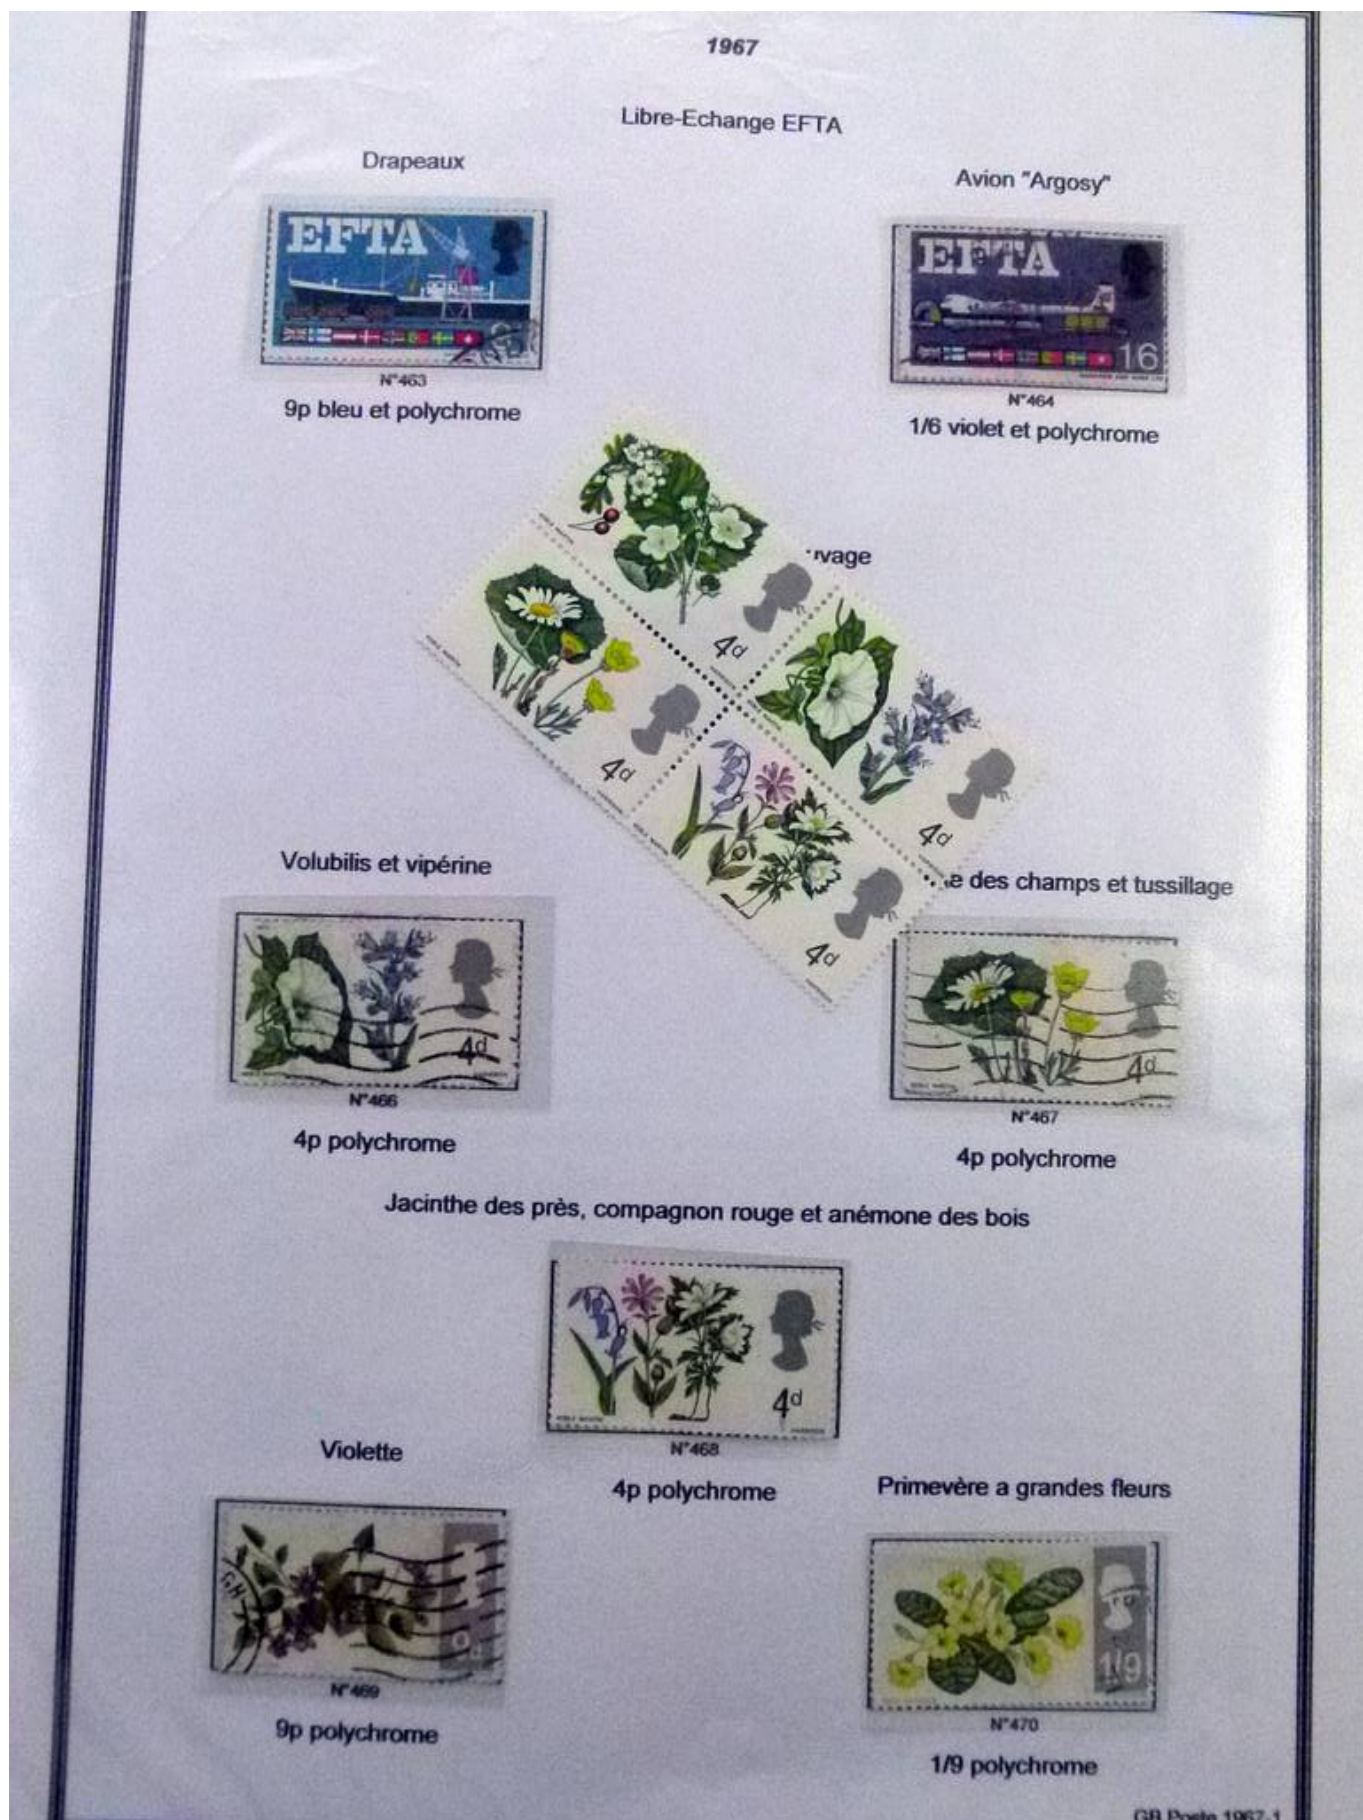 1967
Libre-Echange EFTA
Drapeaux
Avion "Argosy"
EFTA
EFTA
16
N°463
9p bleu et polychrome
N°464
1/6 violet et polychrome
4d
4d
4d
4d
Volubilis et vipérine
des champs et tussillage
4d
4d
N°466
4p polychrome
N°467
4p polychrome
Jacinthe des près, compagnon rouge et anémone des bois
4d
N°468
4p polychrome
Violette
Primevère a grandes fleurs
9d
1/9
N°469
9p polychrome
N°470
1/9 polychrome
GB Poste 1967-1